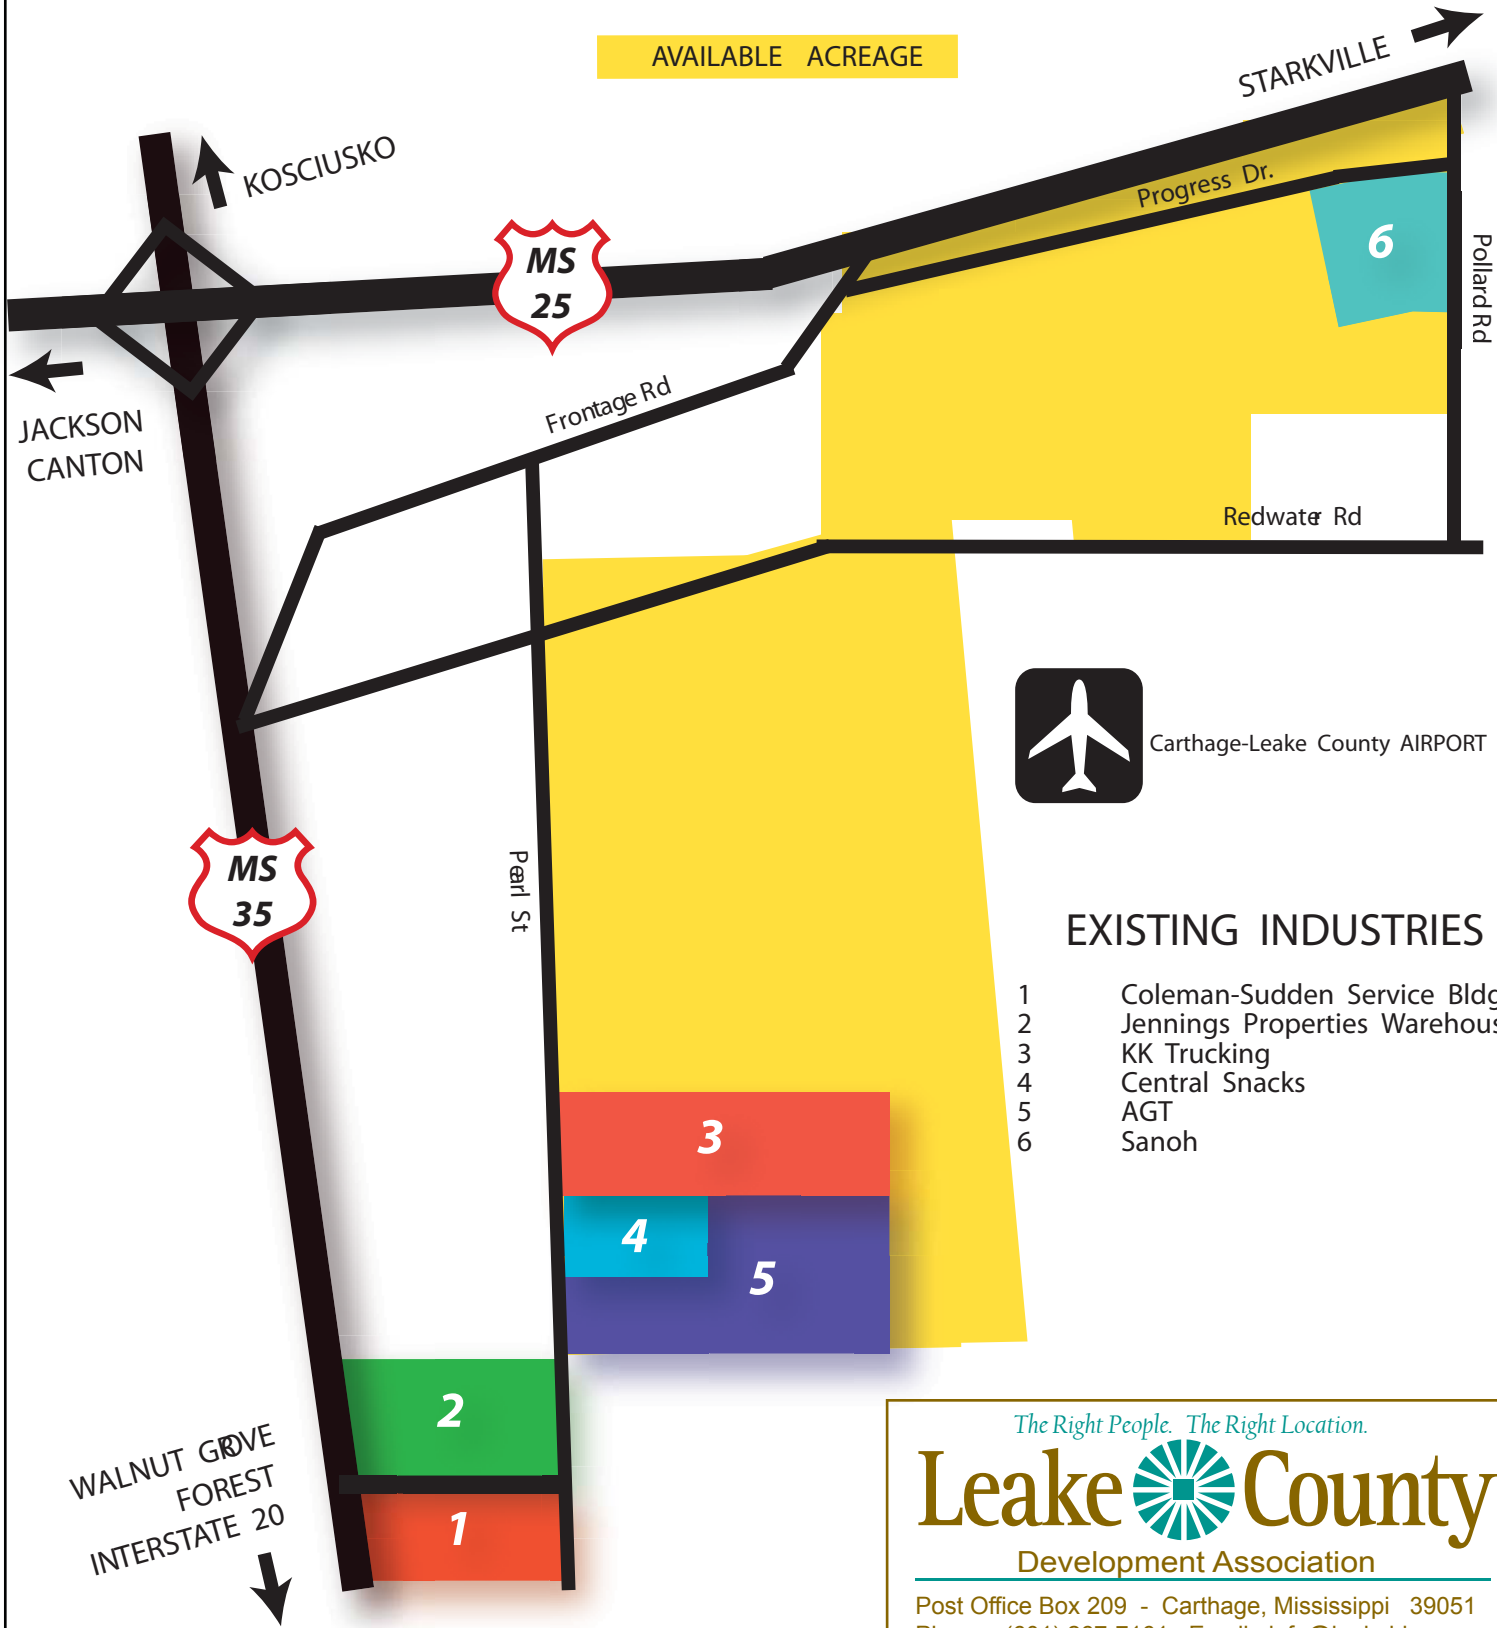 AVAILABLE ACREAGE
STARKVILLE
KOSCIUSKO
Progress Dr.
MS
25
6
Pollard Rd
JACKSON
CANTON
Frontage Rd
Redwater Rd
Carthage-Leake County AIRPORT
MS
35
Pearl St
EXISTING INDUSTRIES
1 Coleman-Sudden Service Bldg
2 Jennings Properties Warehous
3 KK Trucking
4 Central Snacks
5 AGT
6 Sanoh
3
4
5
2
1
WALNUT GROVE
FOREST
INTERSTATE 20
The Right People. The Right Location.
Leake County
Development Association
Post Office Box 209 - Carthage, Mississippi 39051